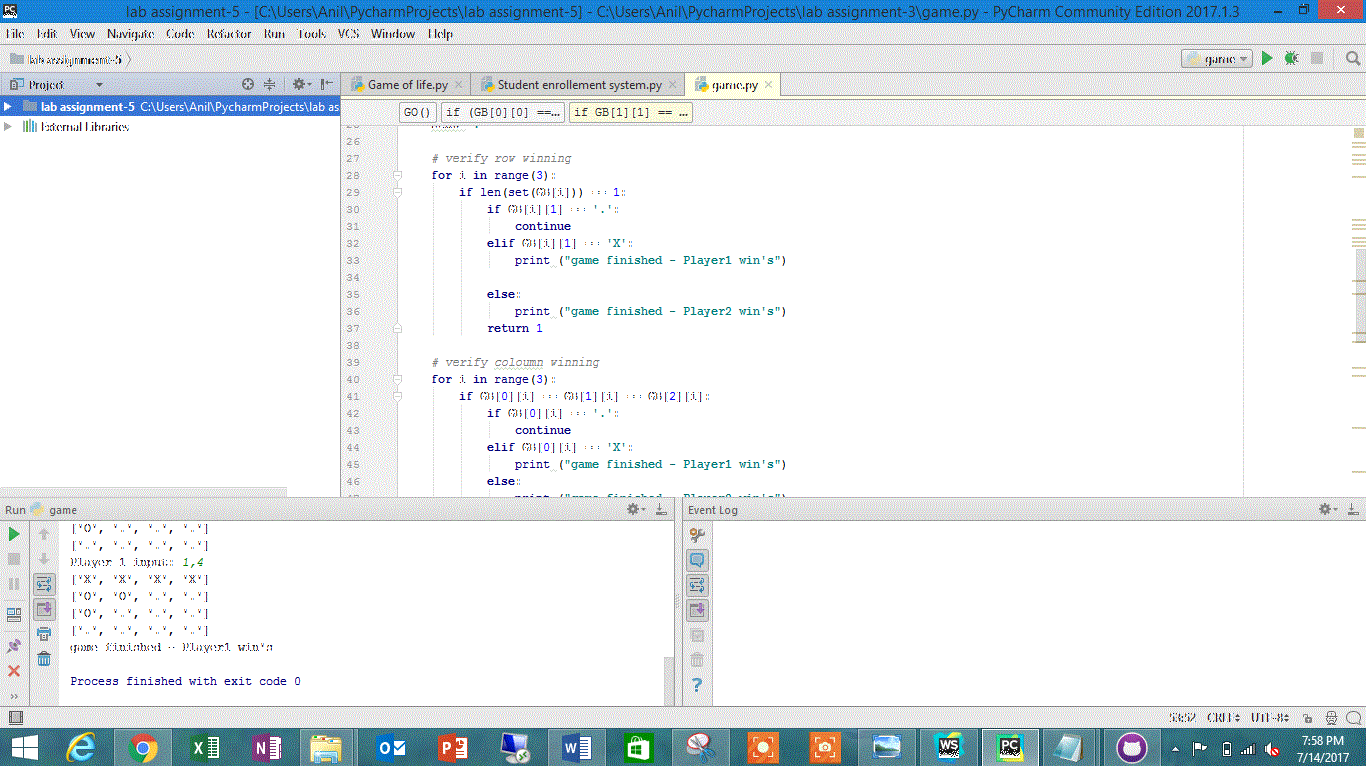 lab assignment-5 - [C:\Users\Anil\PycharmProjects\lab assignment-5] - C:\Users\Anil\PycharmProjects\lab assignment-3\game.py - PyCharm Community Edition 2017.1.3
File Edit View Navigate Code Refactor Run Tools VCS Window Help
lab assignment-5
game
Project
Game of life.py
Student enrollement system.py
game.py
lab assignment-5 C:\Users\Anil\PycharmProjects\lab as
External Libraries
GO() if (GB[0][0] ==... if GB[1][1] == ...
26
27 # verify row winning
28 for i in range(3):
29 if len(set(GB[i])) == 1:
30 if GB[i][1] == '.':
31 continue
32 elif GB[i][1] == 'X':
33 print ("game finished - Player1 win's")
34
35 else:
36 print ("game finished - Player2 win's")
37 return 1
38
39 # verify coloumn winning
40 for i in range(3):
41 if GB[0][i] == GB[1][i] == GB[2][i]:
42 if GB[0][i] == '.':
43 continue
44 elif GB[0][i] == 'X':
45 print ("game finished - Player1 win's")
46 else:
print ("game finished - Player2 win's")
Run game
['O', '.', '.', '.']
['.', '.', '.', '.']
Player 1 input: 1,4
['X', 'X', 'X', 'X']
['O', 'O', '.', '.']
['O', '.', '.', '.']
['.', '.', '.', '.']
game finished - Player1 win's
Process finished with exit code 0
Event Log
53:52 CRLF UTF-8
7:58 PM
7/14/2017